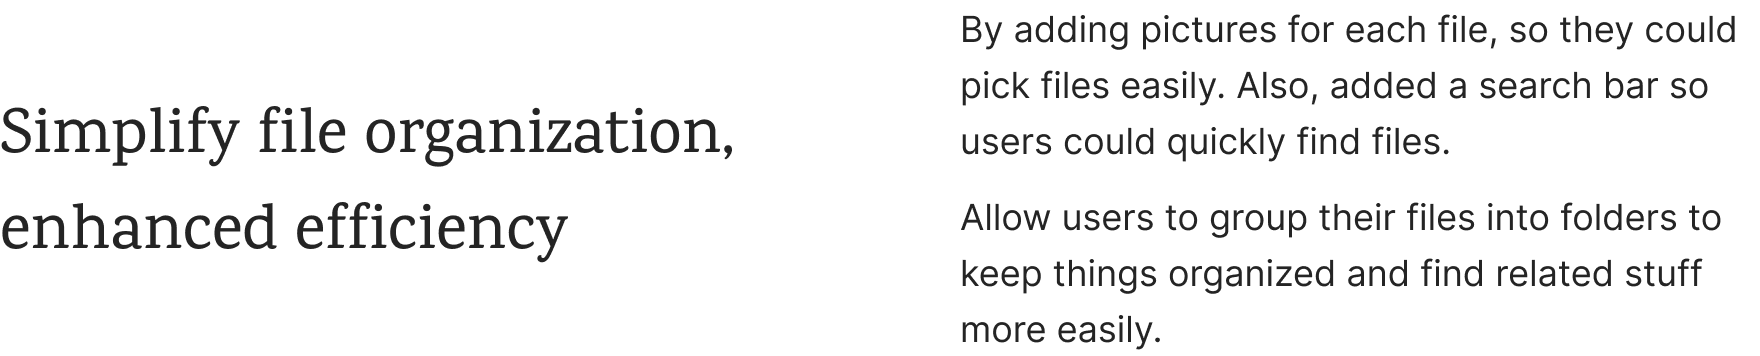 Simplify file organization,
enhanced efficiency
By adding pictures for each file, so they could
pick files easily. Also, added a search bar so
users could quickly find files.
Allow users to group their files into folders to
keep things organized and find related stuff
more easily.